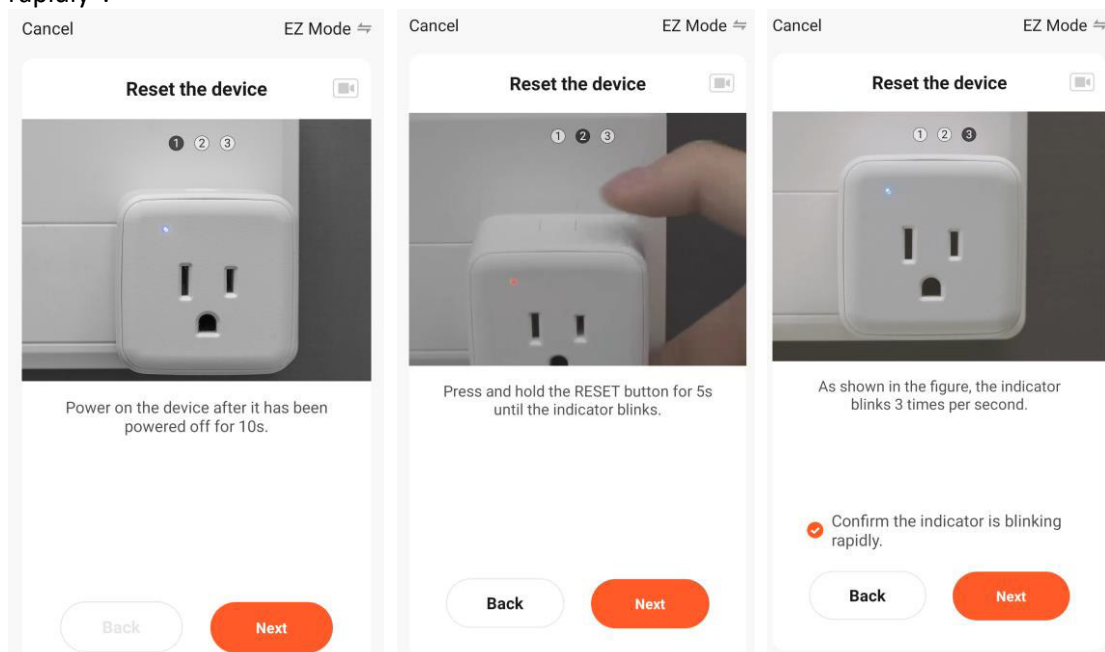 rapidly".
Cancel
EZ Mode
Reset the device
1 2 3
Power on the device after it has been
powered off for 10s.
Back
Next
Cancel
EZ Mode
Reset the device
1 2 3
Press and hold the RESET button for 5s
until the indicator blinks.
Back
Next
Cancel
EZ Mode
Reset the device
1 2 3
As shown in the figure, the indicator
blinks 3 times per second.
Confirm the indicator is blinking
rapidly.
Back
Next